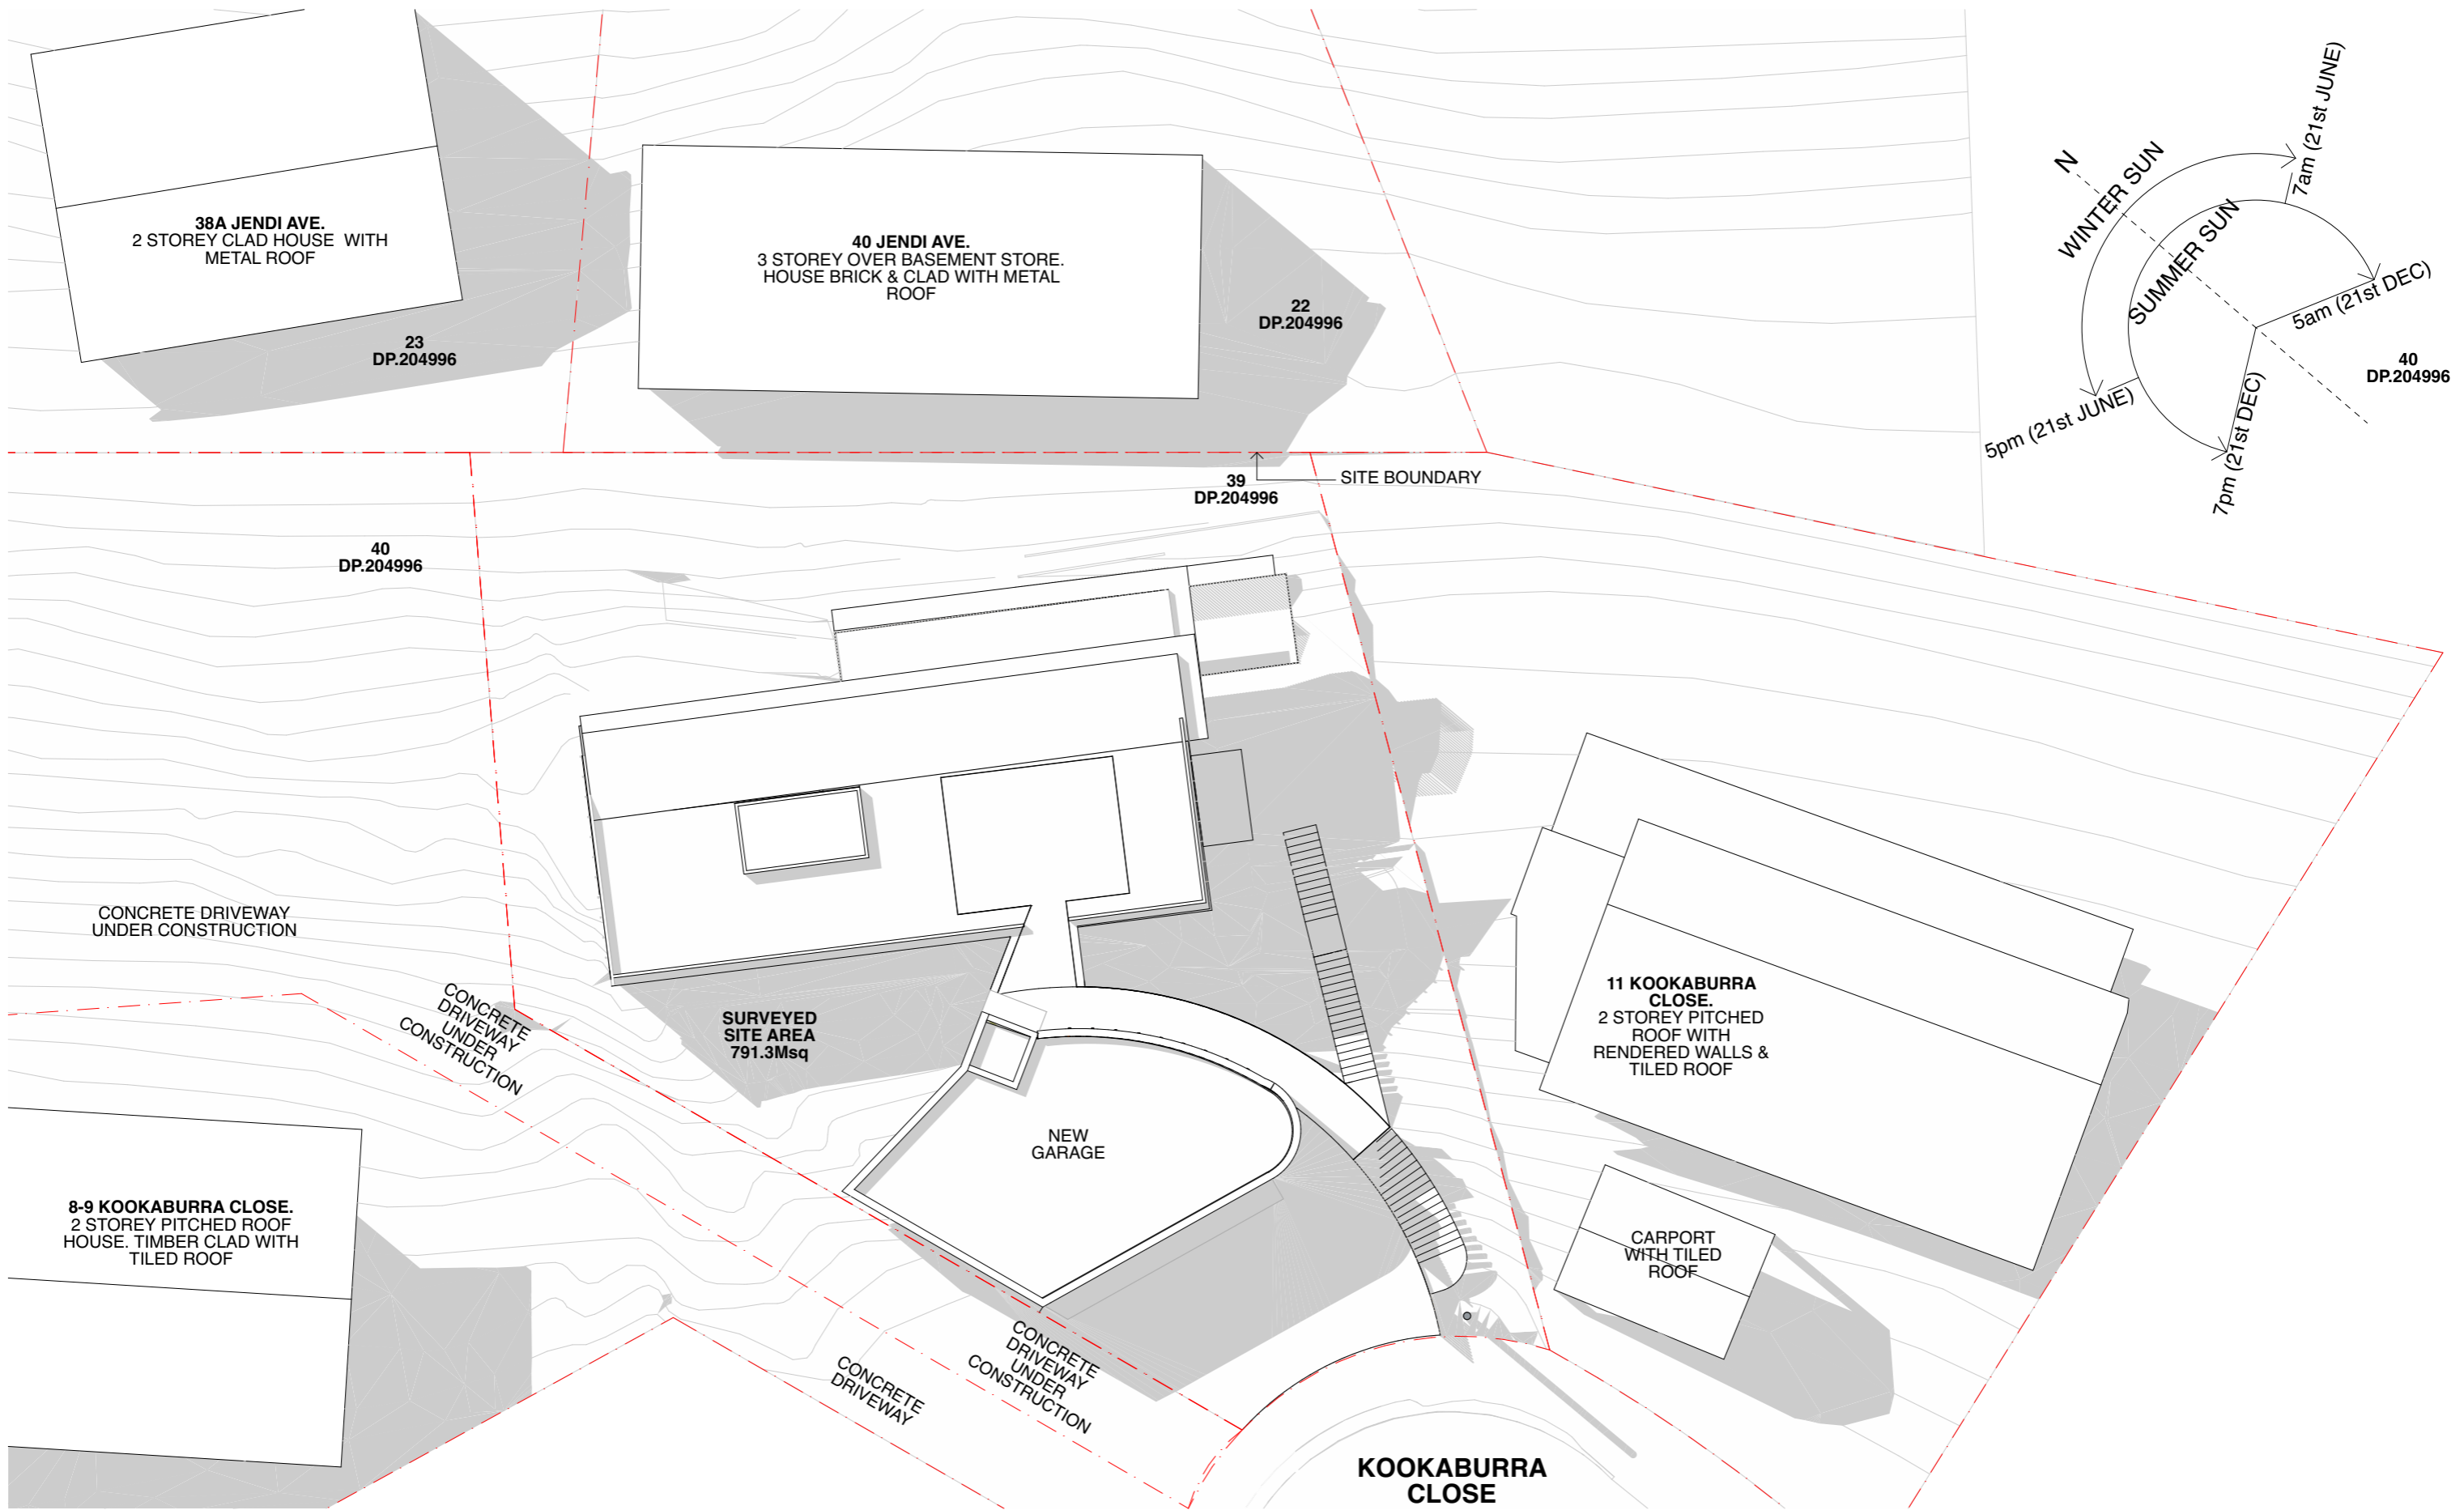 38A JENDI AVE.
2 STOREY CLAD HOUSE WITH
METAL ROOF
40 JENDI AVE.
3 STOREY OVER BASEMENT STORE.
HOUSE BRICK & CLAD WITH METAL
ROOF
22
DP.204996
23
DP.204996
N
WINTER SUN
SUMMER SUN
7am (21st JUNE)
5am (21st DEC)
5pm (21st JUNE)
7pm (21st DEC)
40
DP.204996
39
DP.204996
SITE BOUNDARY
40
DP.204996
CONCRETE DRIVEWAY
UNDER CONSTRUCTION
CONCRETE
DRIVEWAY
UNDER
CONSTRUCTION
SURVEYED
SITE AREA
791.3Msq
11 KOOKABURRA
CLOSE.
2 STOREY PITCHED
ROOF WITH
RENDERED WALLS &
TILED ROOF
NEW
GARAGE
8-9 KOOKABURRA CLOSE.
2 STOREY PITCHED ROOF
HOUSE. TIMBER CLAD WITH
TILED ROOF
CARPORT
WITH TILED
ROOF
CONCRETE
DRIVEWAY
UNDER
CONSTRUCTION
CONCRETE
DRIVEWAY
KOOKABURRA
CLOSE